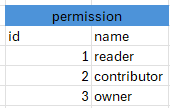 permission
id name
1 reader
2 contributor
3 owner